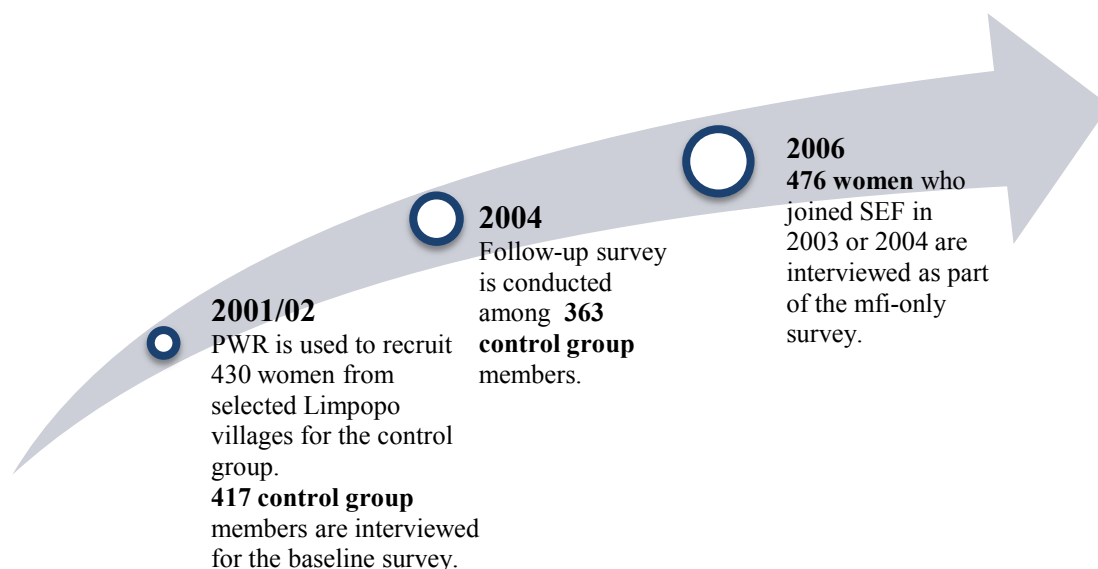 2001/02
PWR is used to recruit
430 women from
selected Limpopo
villages for the control
group.
417 control group
members are interviewed
for the baseline survey.
2004
Follow-up survey
is conducted
among 363
control group
members.
2006
476 women who
joined SEF in
2003 or 2004 are
interviewed as part
of the mfi-only
survey.